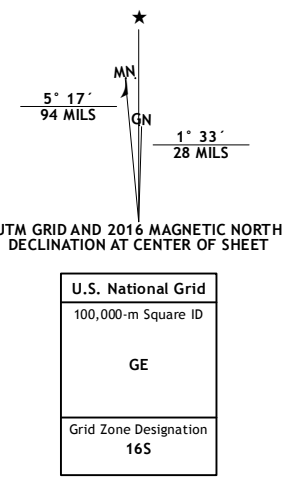 MN
5° 17´
94 MILS
GN
1° 33´
28 MILS
UTM GRID AND 2016 MAGNETIC NORTH
DECLINATION AT CENTER OF SHEET
U.S. National Grid
100,000-m Square ID
GE
Grid Zone Designation
16S